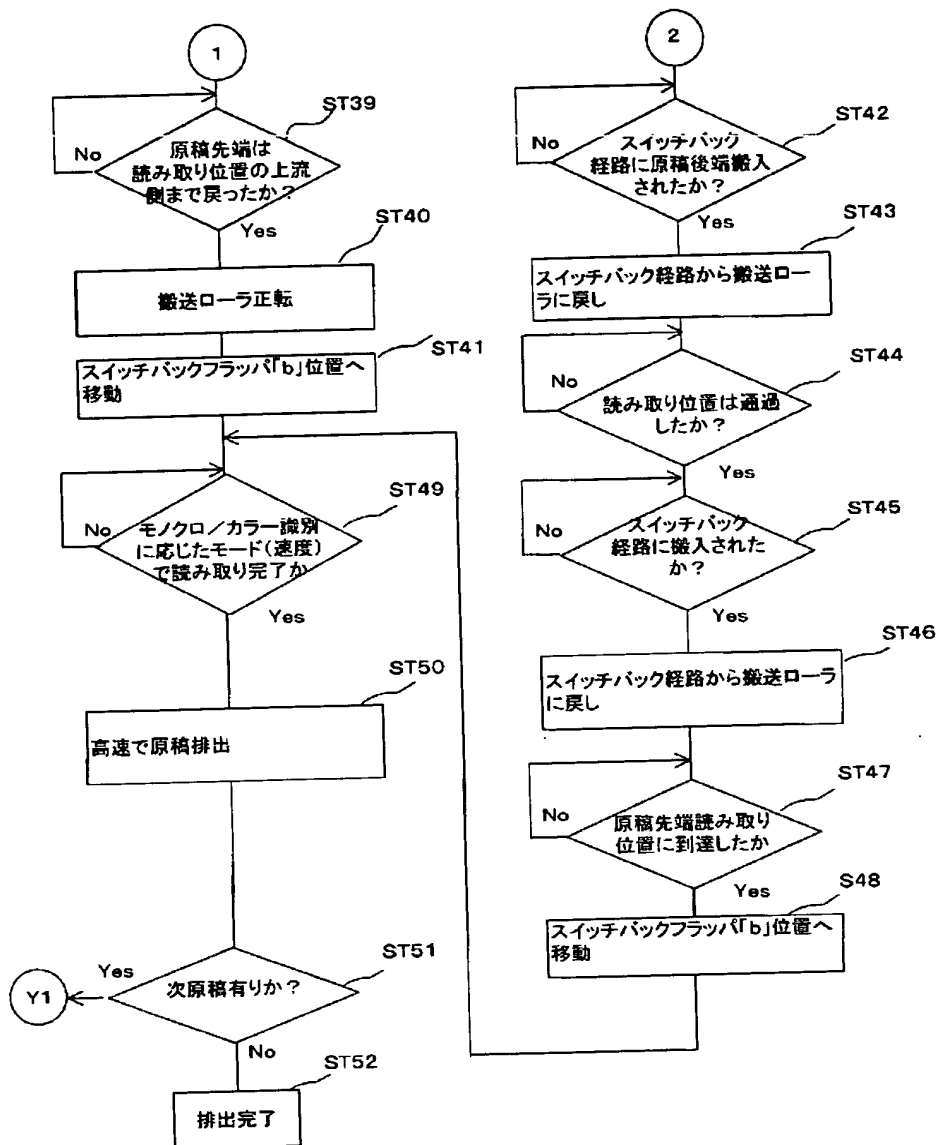 1
ST39
No
原稿先端は
読み取り位置の上流
側まで戻ったか？
Yes
ST40
搬送ローラ正転
ST41
スイッチバックフラッパ「b」位置へ
移動
ST49
No
モノクロ／カラー識別
に応じたモード（速度）
で読み取り完了か
Yes
ST50
高速で原稿排出
ST51
Yes
Y1
次原稿有りか？
No
ST52
排出完了
2
ST42
No
スイッチバック
経路に原稿後端搬入
されたか？
Yes
ST43
スイッチバック経路から搬送ロー
ラに戻し
ST44
No
読み取り位置は通過
したか？
Yes
ST45
No
スイッチバック
経路に搬入された
か？
Yes
ST46
スイッチバック経路から搬送ローラ
に戻し
ST47
No
原稿先端読み取り
位置に到達したか
Yes
S48
スイッチバックフラッパ「b」位置へ
移動